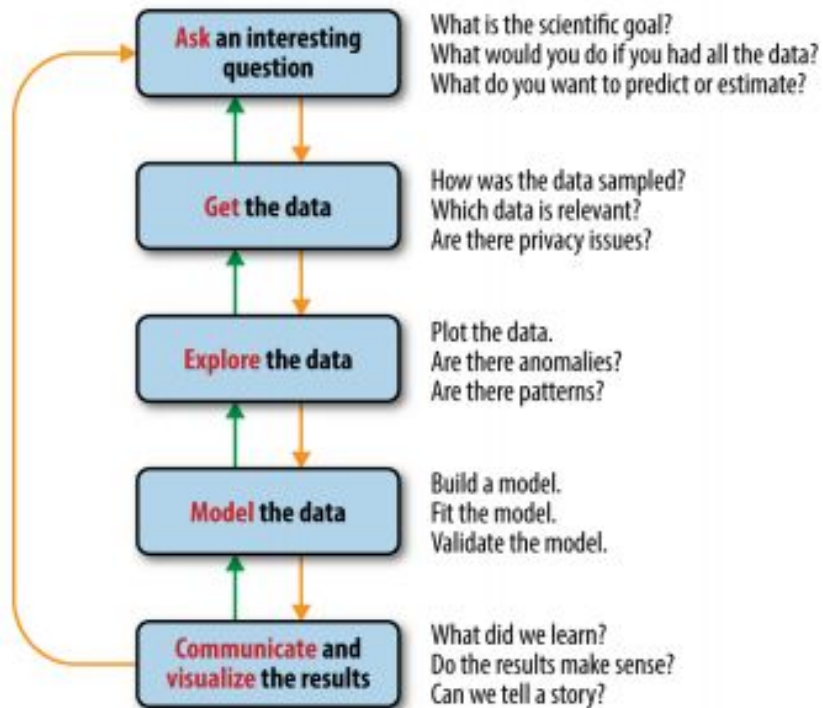 Ask an interesting
question
What is the scientific goal?
What would you do if you had all the data?
What do you want to predict or estimate?
Get the data
How was the data sampled?
Which data is relevant?
Are there privacy issues?
Explore the data
Plot the data.
Are there anomalies?
Are there patterns?
Model the data
Build a model.
Fit the model.
Validate the model.
Communicate and
visualize the results
What did we learn?
Do the results make sense?
Can we tell a story?